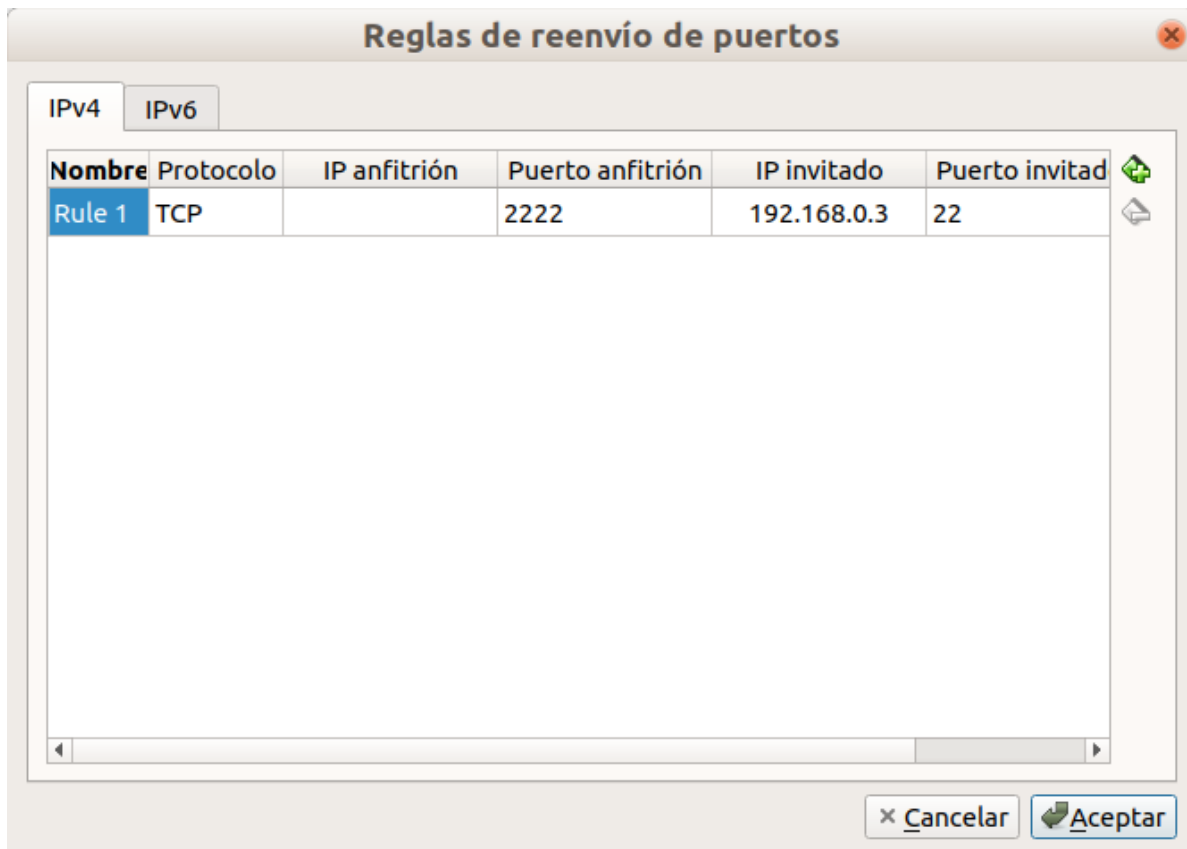 Reglas de reenvío de puertos
IPv4 IPv6
Nombre Protocolo IP anfitrión Puerto anfitrión IP invitado Puerto invitad
Rule 1 TCP 2222 192.168.0.3 22
Cancelar Aceptar